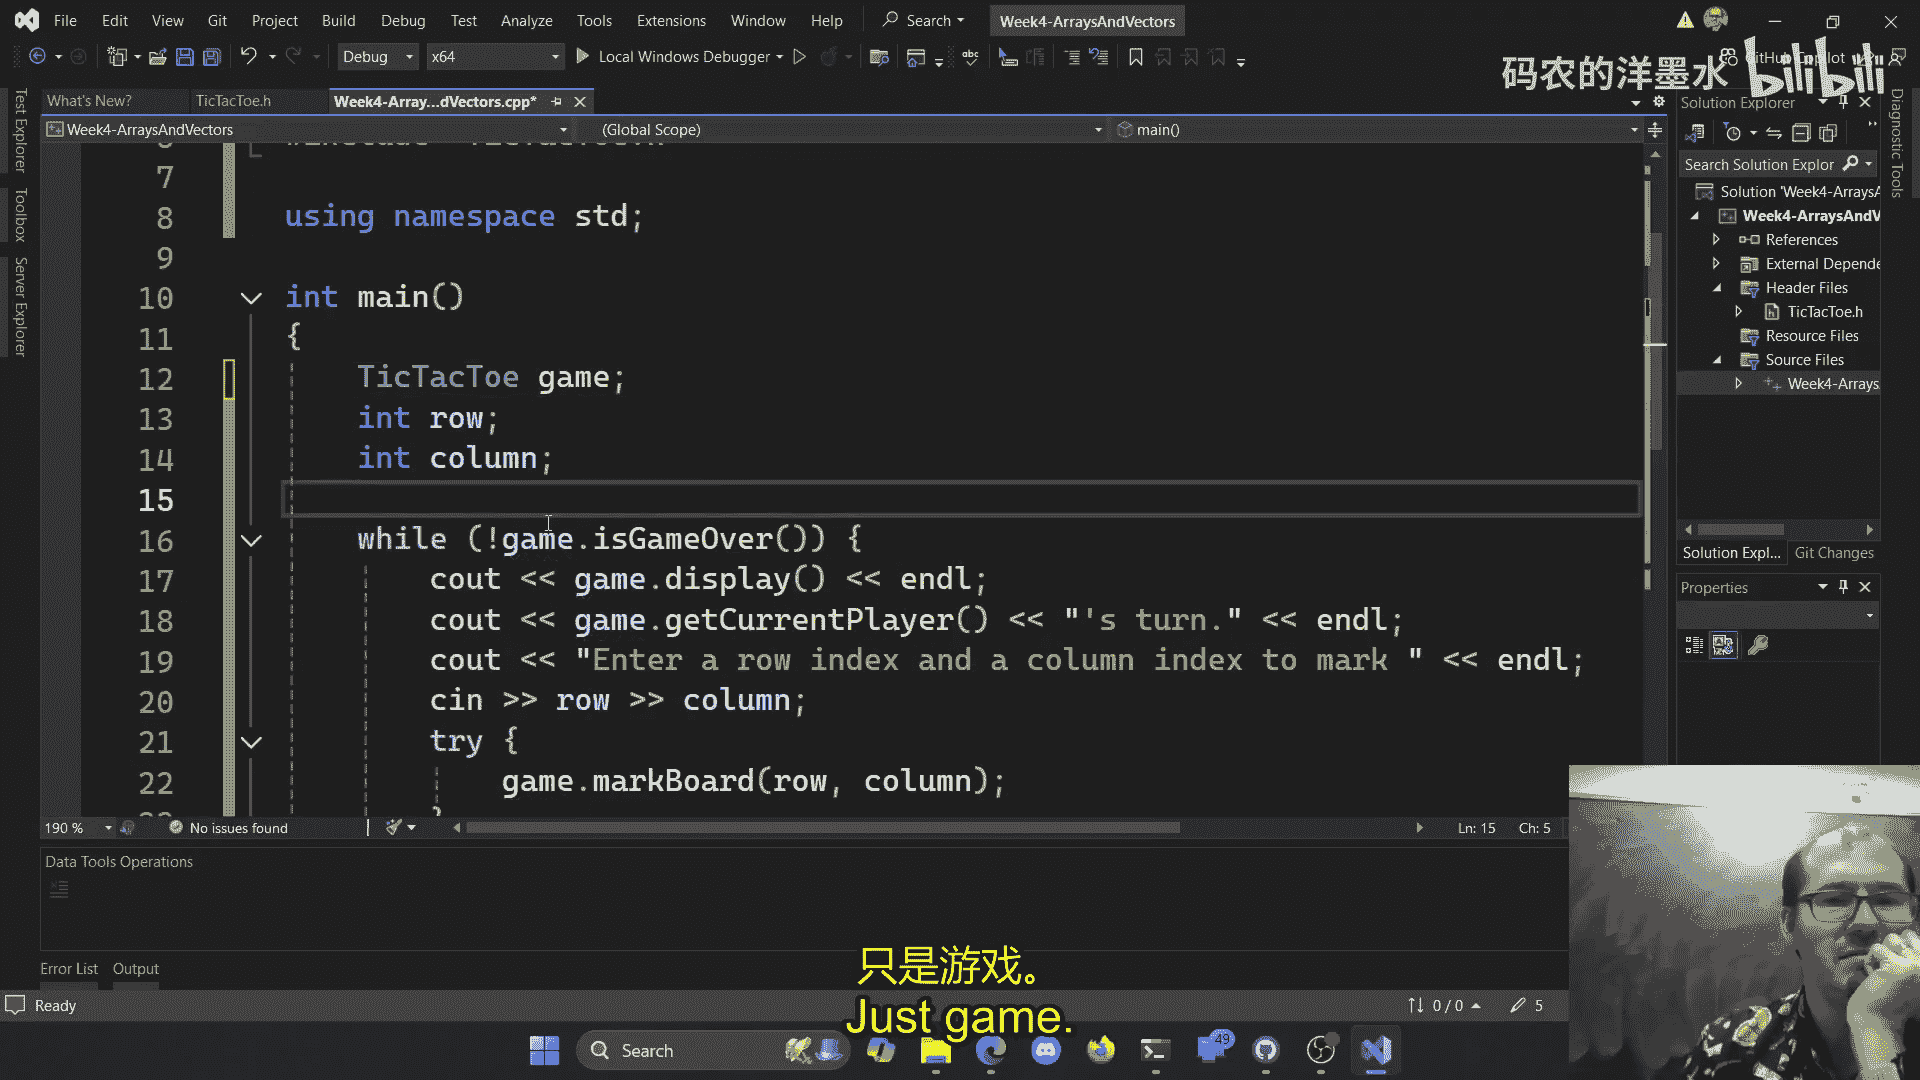 File Edit View Git Project Build Debug Test Analyze Tools Extensions Window Help Search Week4-ArraysAndVectors
Debug x64 Local Windows Debugger GitHub Copilot
码农的洋墨水 bilibili
What's New? TicTacToe.h Week4-Array...dVectors.cpp*
Week4-ArraysAndVectors (Global Scope) main()
7
8 using namespace std;
9
10 int main()
11 {
12 TicTacToe game;
13 int row;
14 int column;
15
16 while (!game.isGameOver()) {
17 cout << game.display() << endl;
18 cout << game.getCurrentPlayer() << "'s turn." << endl;
19 cout << "Enter a row index and a column index to mark " << endl;
20 cin >> row >> column;
21 try {
22 game.markBoard(row, column);
190 % No issues found Ln: 15 Ch: 5
Data Tools Operations
Error List Output
Ready 0 / 0 5
Test Explorer
Toolbox
Server Explorer
Solution Explorer
Search Solution Explor
Solution 'Week4-ArraysA
Week4-ArraysAndV
References
External Depende
Header Files
TicTacToe.h
Resource Files
Source Files
Week4-Arrays
Solution Expl... Git Changes
Properties
Diagnostic Tools
只是游戏。
Just game.
Search
49